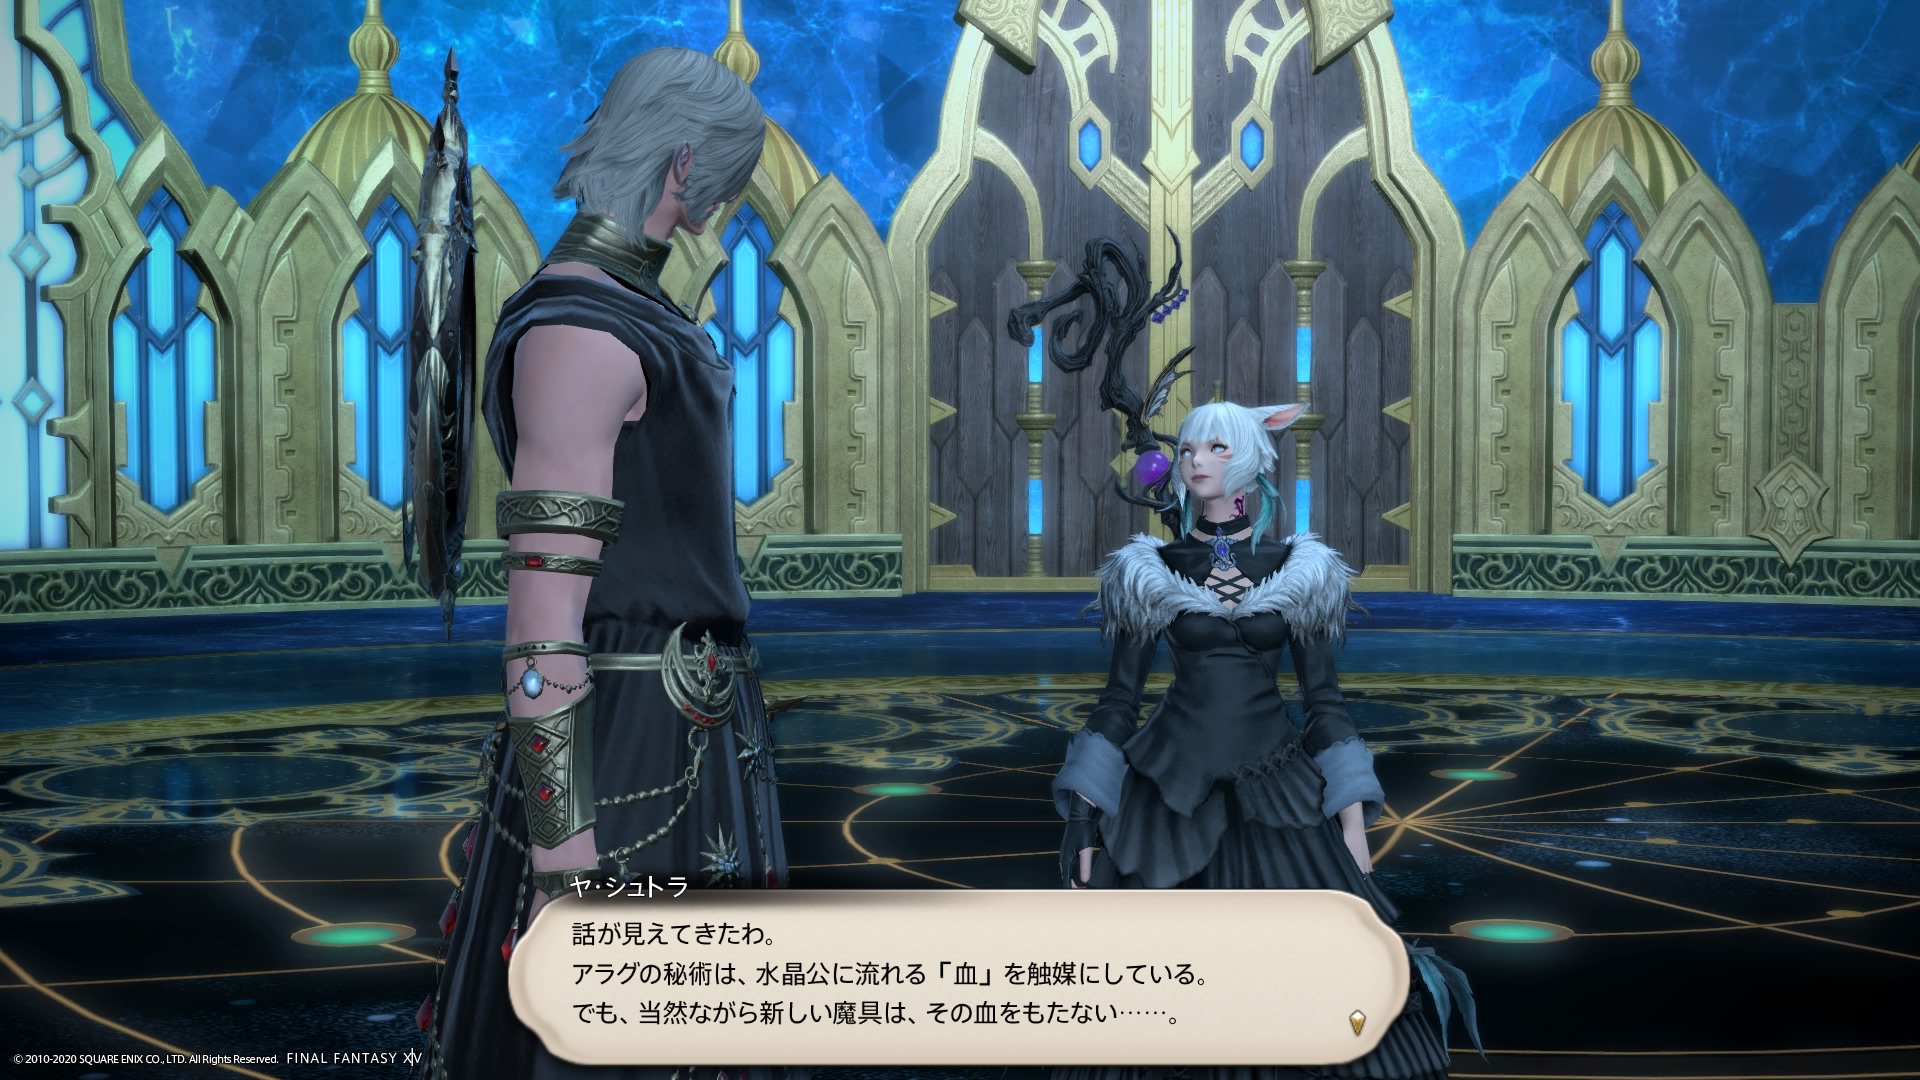 ヤ・シュトラ
話が見えてきたわ。
アラグの秘術は、水晶公に流れる「血」を触媒にしている。
でも、当然ながら新しい魔具は、その血をもたない……。
© 2010-2020 SQUARE ENIX CO., LTD. All Rights Reserved. FINAL FANTASY XIV